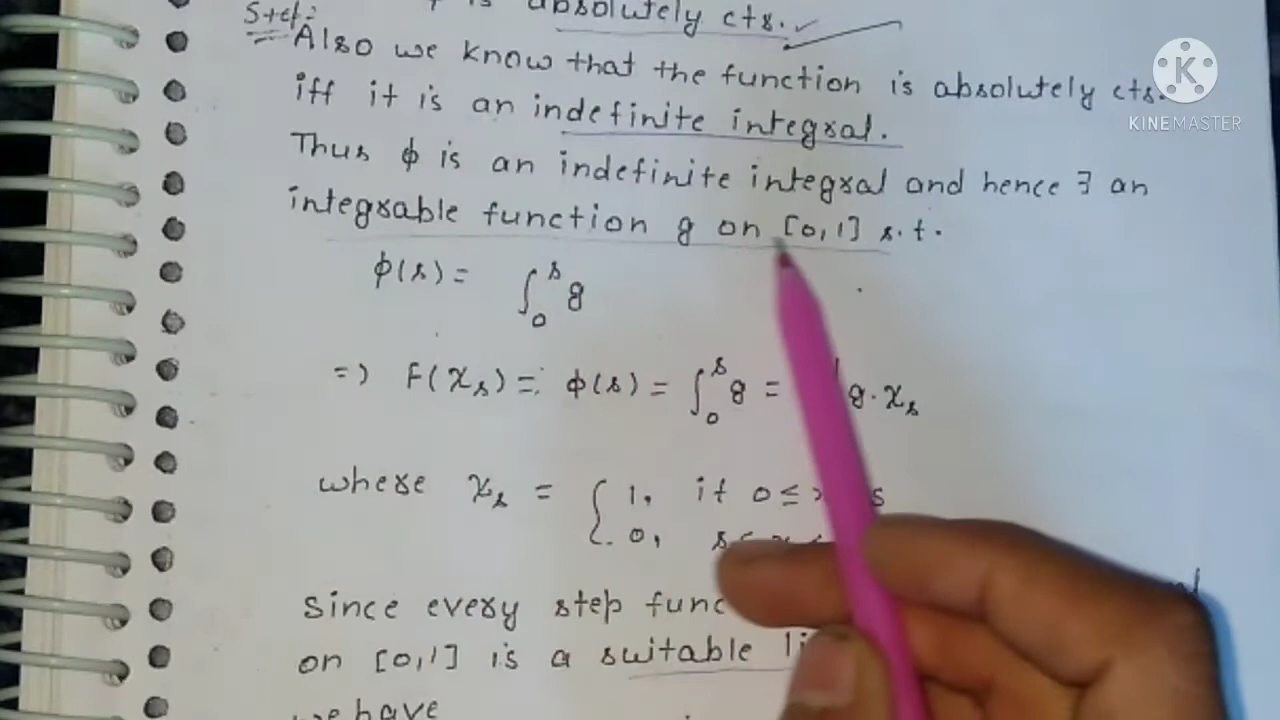 is absolutely cts.
Step:
Also we know that the function is absolutely cts.
iff it is an indefinite integral.
Thus ϕ is an indefinite integral and hence ∃ an
integrable function g on [0,1] s.t.
ϕ(s) = ∫₀ˢ g
=) F(χₛ) = ϕ(s) = ∫₀ˢ g = g.χₛ
where χₛ = { 1, if 0 ≤ s
0, s
Since every step
on [0,1] is a suitable
we have
K
KINEMASTER